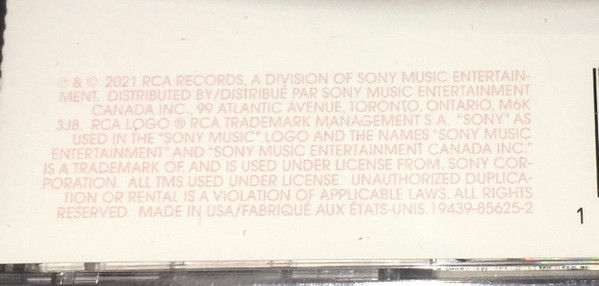 ℗ & © 2021 RCA RECORDS, A DIVISION OF SONY MUSIC ENTERTAIN-
MENT. DISTRIBUTED BY/DISTRIBUÉ PAR SONY MUSIC ENTERTAINMENT
CANADA INC., 99 ATLANTIC AVENUE, TORONTO, ONTARIO, M6K
3J8. RCA LOGO ® RCA TRADEMARK MANAGEMENT S.A. "SONY" AS
USED IN THE "SONY MUSIC" LOGO AND THE NAMES "SONY MUSIC
ENTERTAINMENT" AND "SONY MUSIC ENTERTAINMENT CANADA INC."
IS A TRADEMARK OF, AND IS USED UNDER LICENSE FROM, SONY COR-
PORATION. ALL TMS USED UNDER LICENSE. UNAUTHORIZED DUPLICA-
TION OR RENTAL IS A VIOLATION OF APPLICABLE LAWS. ALL RIGHTS
RESERVED. MADE IN USA/FABRIQUÉ AUX ÉTATS-UNIS. 19439-85625-2
1